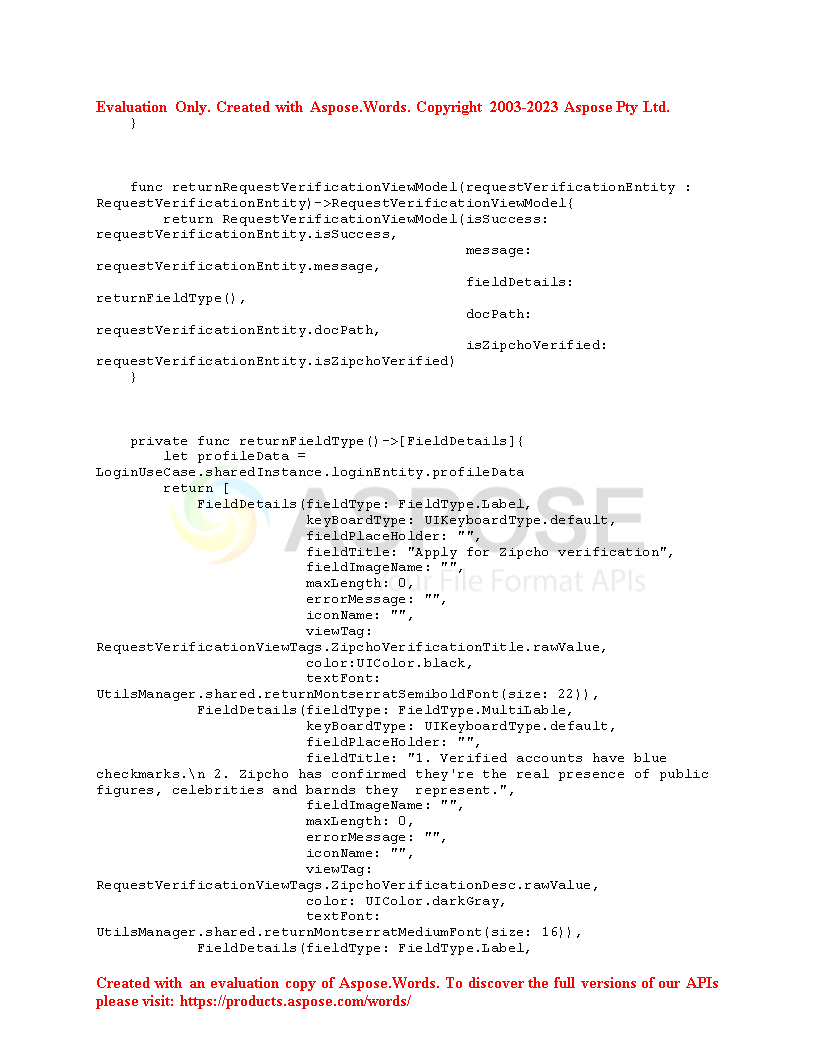 Evaluation Only. Created with Aspose.Words. Copyright 2003-2023 Aspose Pty Ltd.
    }
    func returnRequestVerificationViewModel(requestVerificationEntity :
RequestVerificationEntity)->RequestVerificationViewModel{
        return RequestVerificationViewModel(isSuccess:
requestVerificationEntity.isSuccess,
                                            message:
requestVerificationEntity.message,
                                            fieldDetails:
returnFieldType(),
                                            docPath:
requestVerificationEntity.docPath,
                                            isZipchoVerified:
requestVerificationEntity.isZipchoVerified)
    }
    private func returnFieldType()->[FieldDetails]{
        let profileData =
LoginUseCase.sharedInstance.loginEntity.profileData
        return [
            FieldDetails(fieldType: FieldType.Label,
                         keyBoardType: UIKeyboardType.default,
                         fieldPlaceHolder: "",
                         fieldTitle: "Apply for Zipcho verification",
                         fieldImageName: "",
                         maxLength: 0,
                         errorMessage: "",
                         iconName: "",
                         viewTag:
RequestVerificationViewTags.ZipchoVerificationTitle.rawValue,
                         color:UIColor.black,
                         textFont:
UtilsManager.shared.returnMontserratSemiboldFont(size: 22)),
            FieldDetails(fieldType: FieldType.MultiLable,
                         keyBoardType: UIKeyboardType.default,
                         fieldPlaceHolder: "",
                         fieldTitle: "1. Verified accounts have blue
checkmarks.\n 2. Zipcho has confirmed they're the real presence of public
figures, celebrities and barnds they  represent.",
                         fieldImageName: "",
                         maxLength: 0,
                         errorMessage: "",
                         iconName: "",
                         viewTag:
RequestVerificationViewTags.ZipchoVerificationDesc.rawValue,
                         color: UIColor.darkGray,
                         textFont:
UtilsManager.shared.returnMontserratMediumFont(size: 16)),
            FieldDetails(fieldType: FieldType.Label,
ASPOSE
Your File Format APIs
Created with an evaluation copy of Aspose.Words. To discover the full versions of our APIs
please visit: https://products.aspose.com/words/